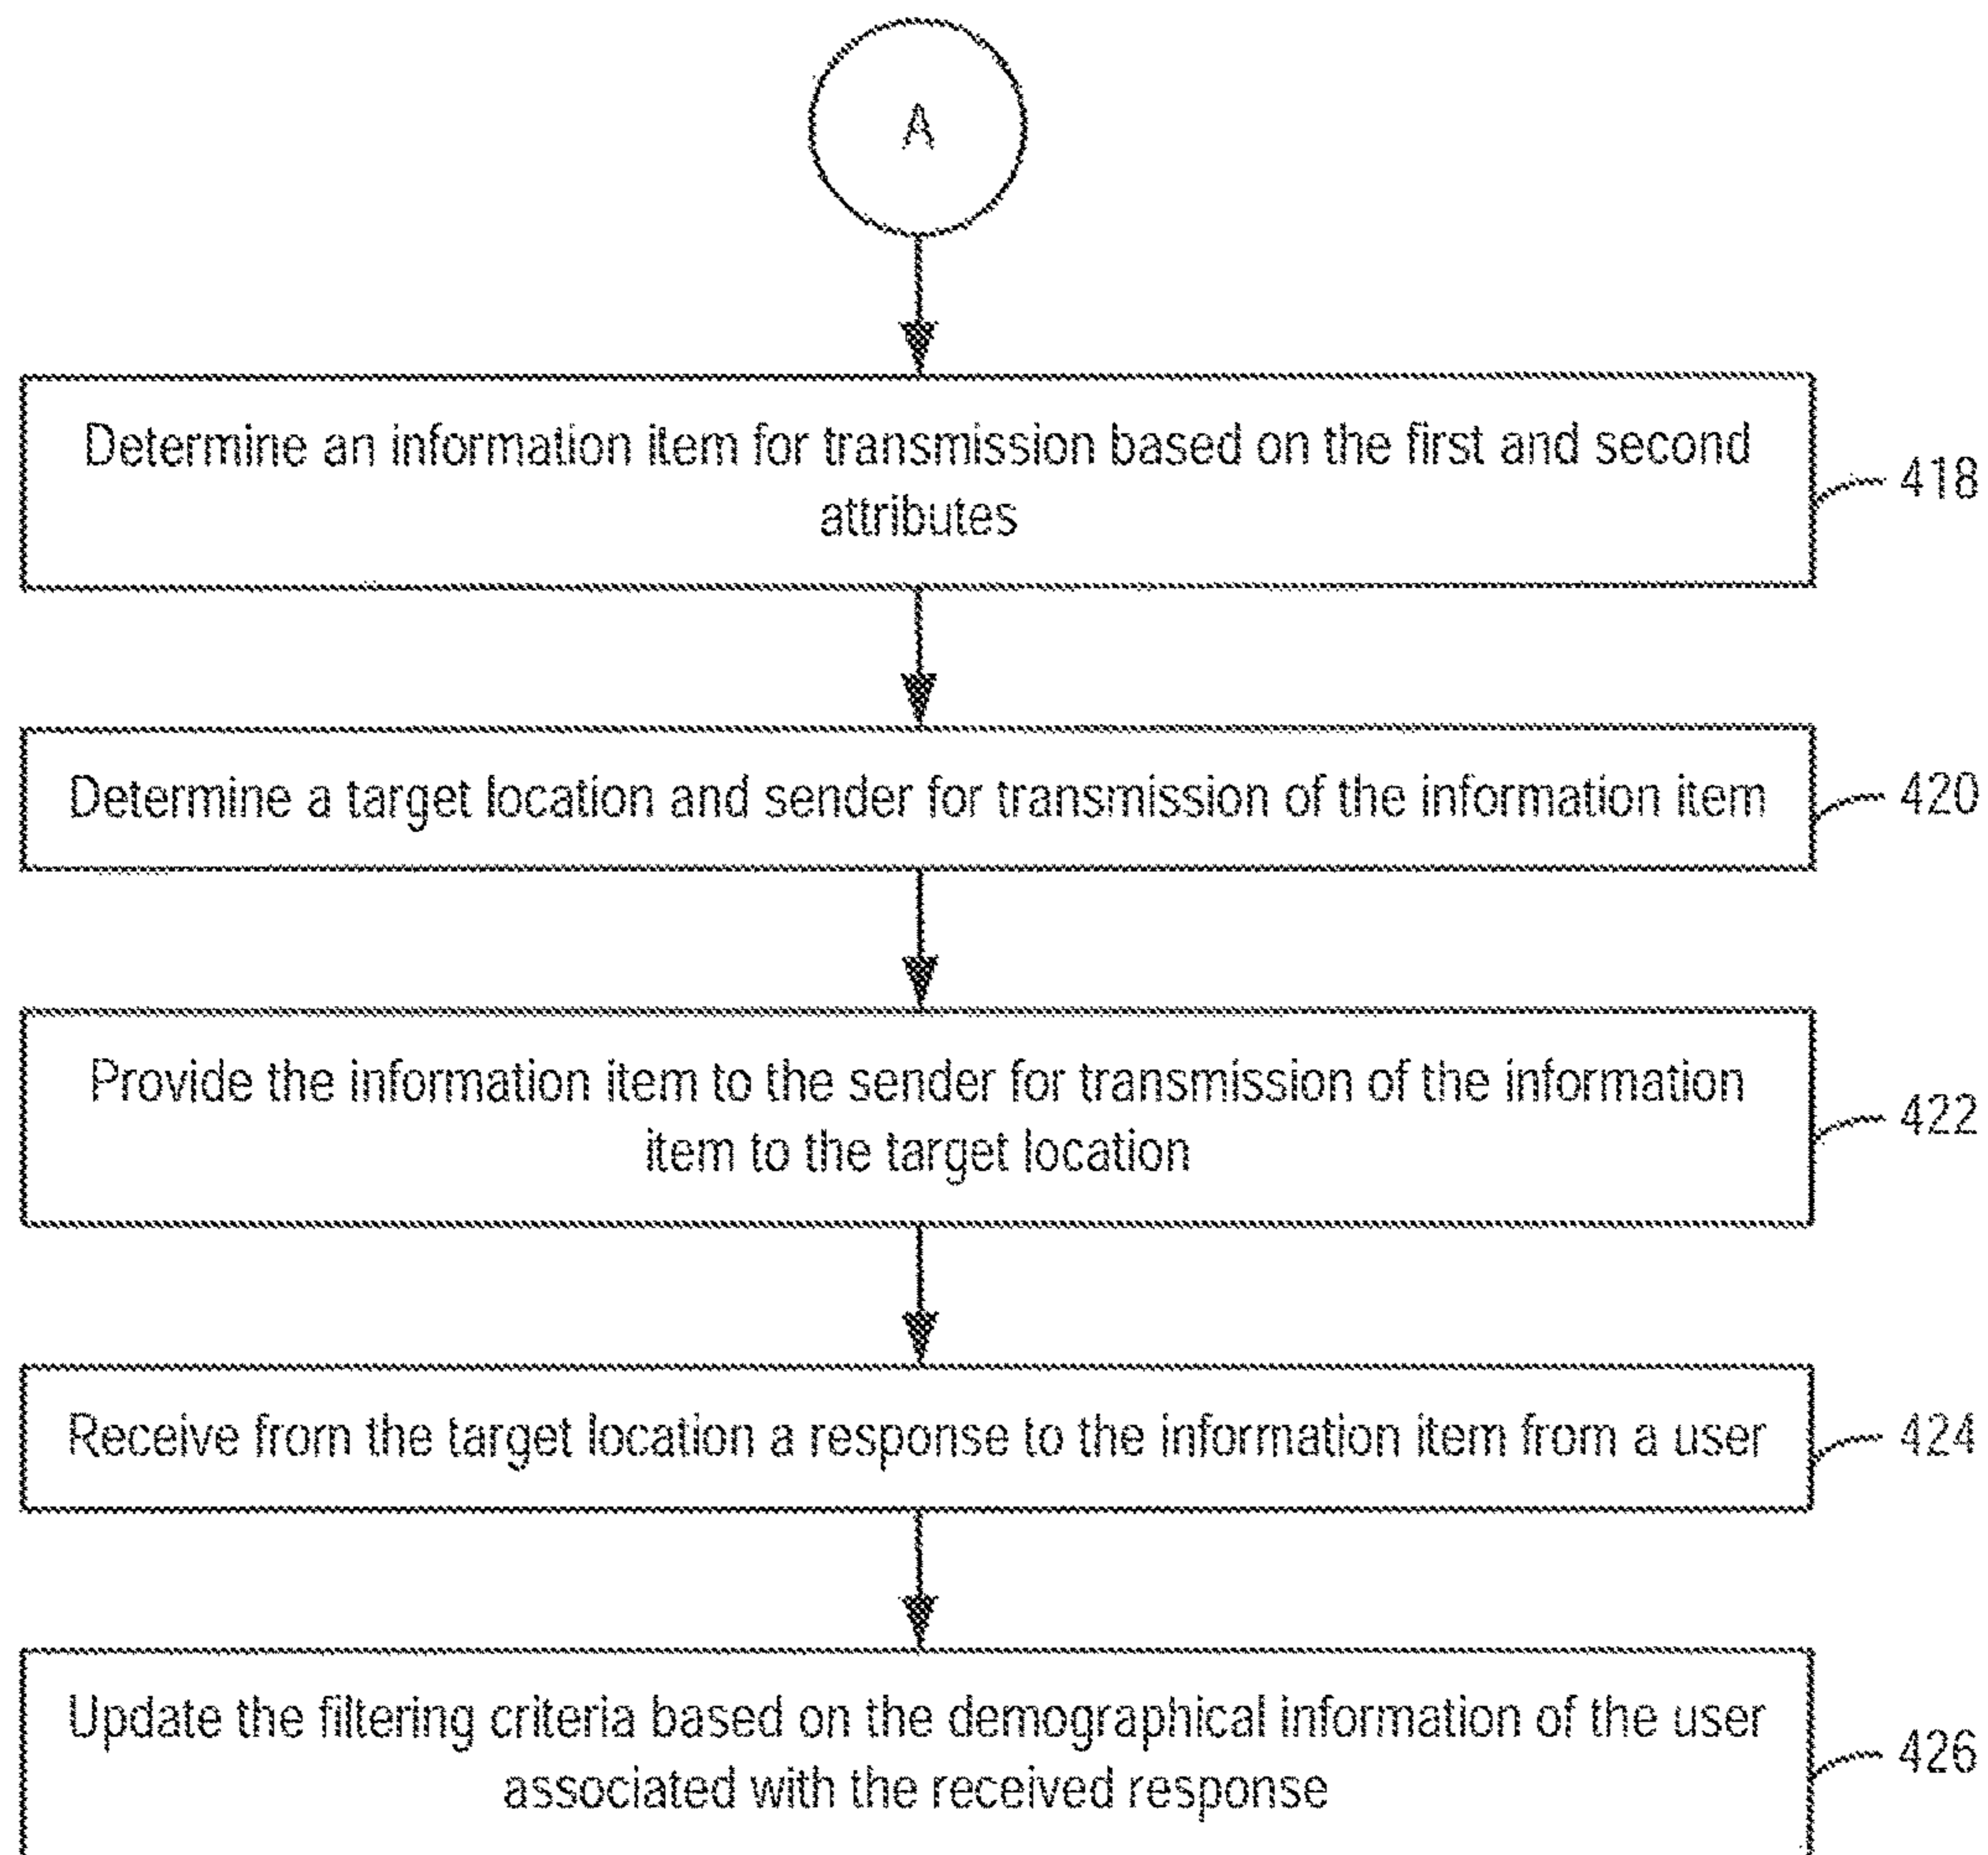 A
Determine an information item for transmission based on the first and second
attributes
418
Determine a target location and sender for transmission of the information item
420
Provide the information item to the sender for transmission of the information
item to the target location
422
Receive from the target location a response to the information item from a user
424
Update the filtering criteria based on the demographical information of the user
associated with the received response
426